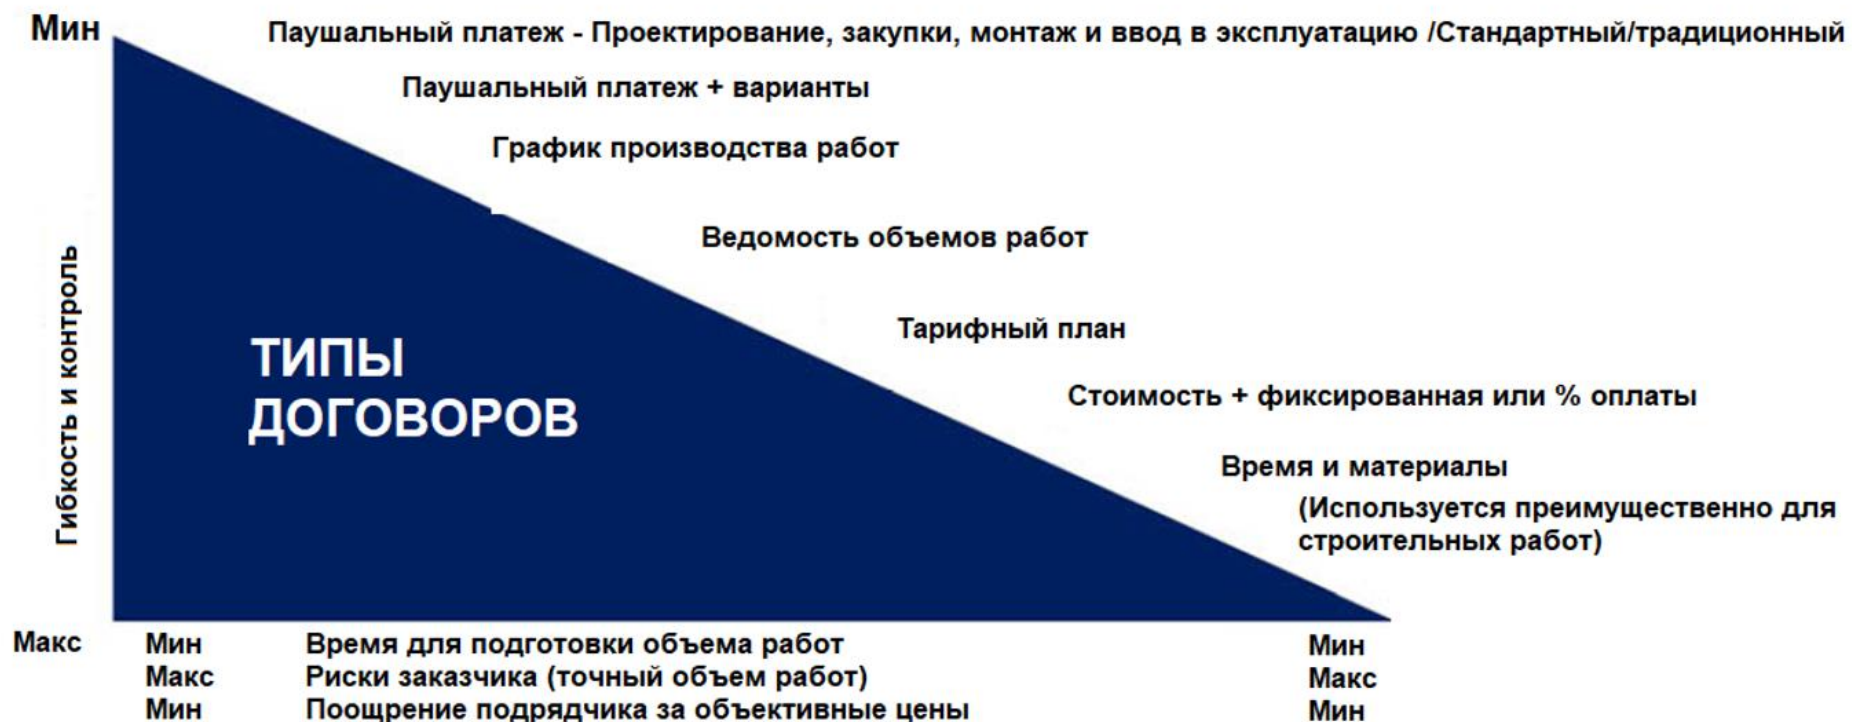 Мин
Паушальный платеж - Проектирование, закупки, монтаж и ввод в эксплуатацию /Стандартный/традиционный
Паушальный платеж + варианты
График производства работ
Ведомость объемов работ
Тарифный план
Стоимость + фиксированная или % оплаты
Время и материалы
(Используется преимущественно для
строительных работ)
Гибкость и контроль
ТИПЫ
ДОГОВОРОВ
Макс
Мин Время для подготовки объема работ Мин
Макс Риски заказчика (точный объем работ) Макс
Мин Поощрение подрядчика за объективные цены Мин